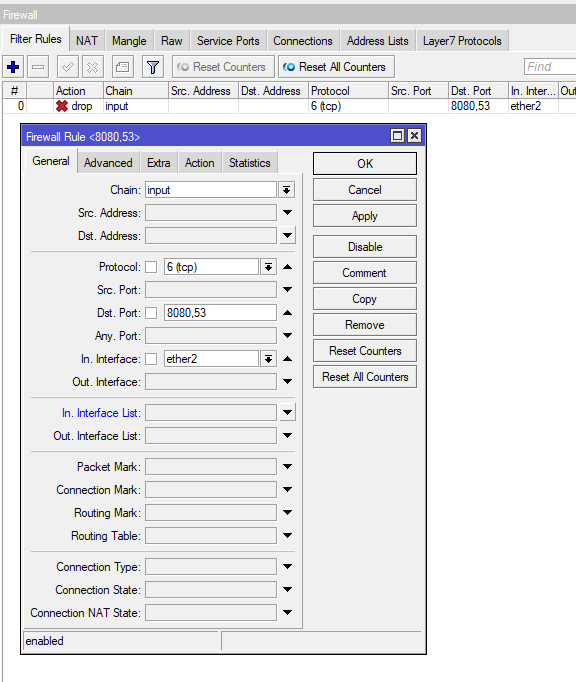 Firewall
Filter Rules NAT Mangle Raw Service Ports Connections Address Lists Layer7 Protocols
Reset Counters Reset All Counters Find
# Action Chain Src. Address Dst. Address Protocol Src. Port Dst. Port In. Inter... Out
0 drop input 6 (tcp) 8080,53 ether2
Firewall Rule <8080,53>
General Advanced Extra Action Statistics
OK
Chain: input
Cancel
Src. Address:
Apply
Dst. Address:
Disable
Protocol: 6 (tcp)
Comment
Src. Port:
Copy
Dst. Port: 8080,53
Remove
Any. Port:
Reset Counters
In. Interface: ether2
Reset All Counters
Out. Interface:
In. Interface List:
Out. Interface List:
Packet Mark:
Connection Mark:
Routing Mark:
Routing Table:
Connection Type:
Connection State:
Connection NAT State:
enabled